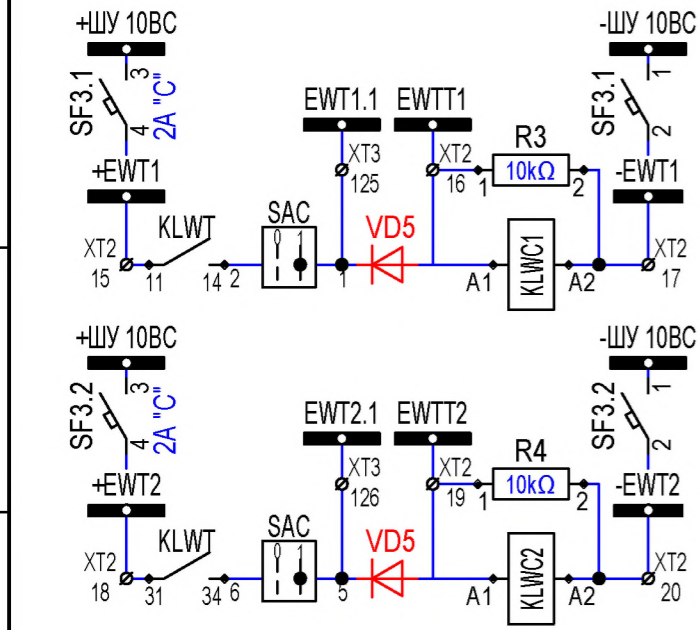 +ШУ 10ВС
-ШУ 10ВС
3
SF3.1
4
2А "С"
1
SF3.1
2
EWT1.1
EWTT1
R3
+EWT1
XT3
125
XT2
16
1
10kΩ
2
-EWT1
KLWT
SAC
0
1
VD5
XT2
15
11
14
2
1
A1
KLWC1
A2
XT2
17
+ШУ 10ВС
-ШУ 10ВС
3
SF3.2
4
2А "С"
1
SF3.2
2
EWT2.1
EWTT2
R4
+EWT2
XT3
126
XT2
19
1
10kΩ
2
-EWT2
KLWT
SAC
0
1
VD5
XT2
18
31
34
6
5
A1
KLWC2
A2
XT2
20